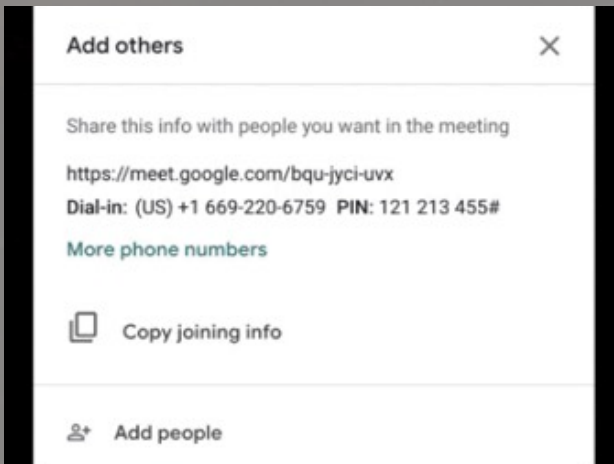 Add others
Share this info with people you want in the meeting
https://meet.google.com/bqu-jyci-uvx
Dial-in: (US) +1 669-220-6759 PIN: 121 213 455#
More phone numbers
Copy joining info
Add people